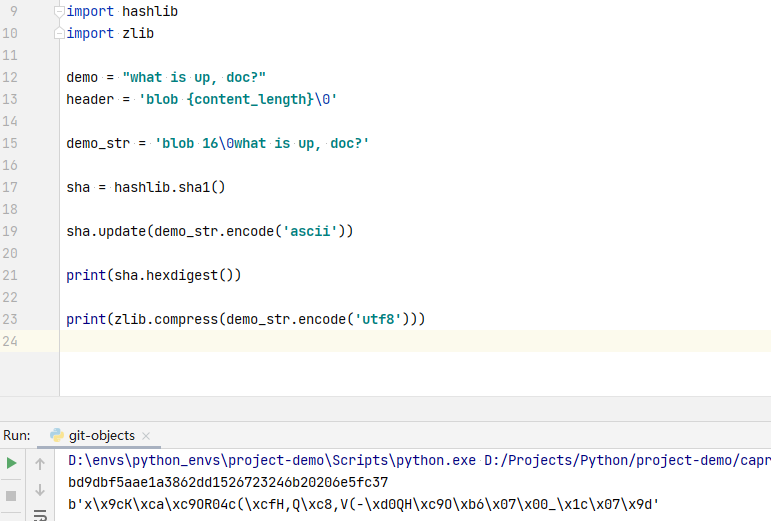 9 import hashlib
10 import zlib
11
12 demo = "what is up, doc?"
13 header = 'blob {content_length}\0'
14
15 demo_str = 'blob 16\0what is up, doc?'
16
17 sha = hashlib.sha1()
18
19 sha.update(demo_str.encode('ascii'))
20
21 print(sha.hexdigest())
22
23 print(zlib.compress(demo_str.encode('utf8')))
24
Run: git-objects ×
D:\envs\python_envs\project-demo\Scripts\python.exe D:/Projects/Python/project-demo/capr
bd9dbf5aae1a3862dd1526723246b20206e5fc37
b'x\x9cK\xca\xc9OR04c(\xcfH,Q\xc8,V(-\xd0QH\xc9O\xb6\x07\x00_\x1c\x07\x9d'